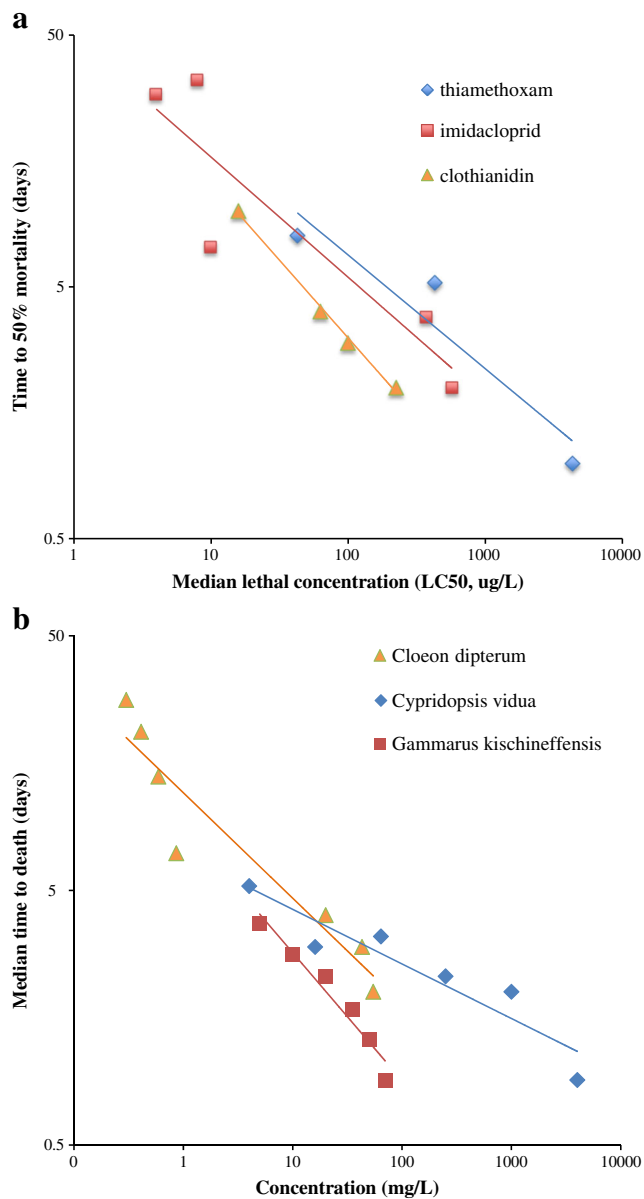 a
50
5
0.5
Time to 50% mortality (days)
thiamethoxam
imidacloprid
clothianidin
1
10
100
1000
10000
Median lethal concentration (LC50, ug/L)
b
50
5
0.5
Median time to death (days)
Cloeon dipterum
Cypridopsis vidua
Gammarus kischineffensis
0
1
10
100
1000
10000
Concentration (mg/L)